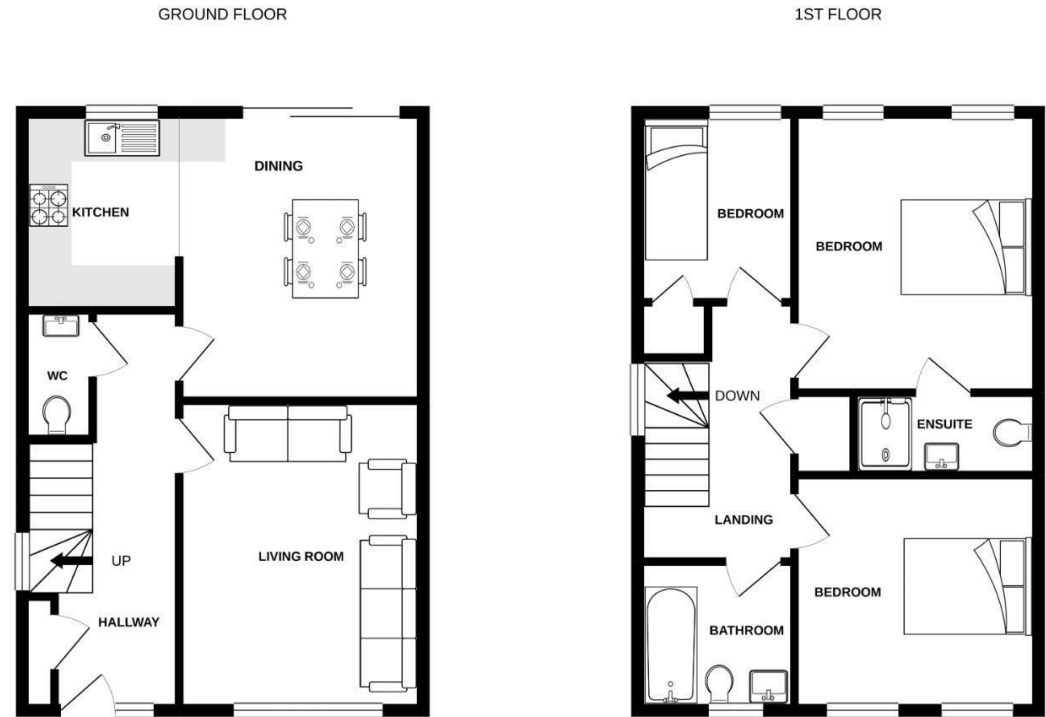 GROUND FLOOR
DINING
KITCHEN
WC
UP
LIVING ROOM
HALLWAY
1ST FLOOR
BEDROOM
BEDROOM
DOWN
ENSUITE
LANDING
BEDROOM
BATHROOM